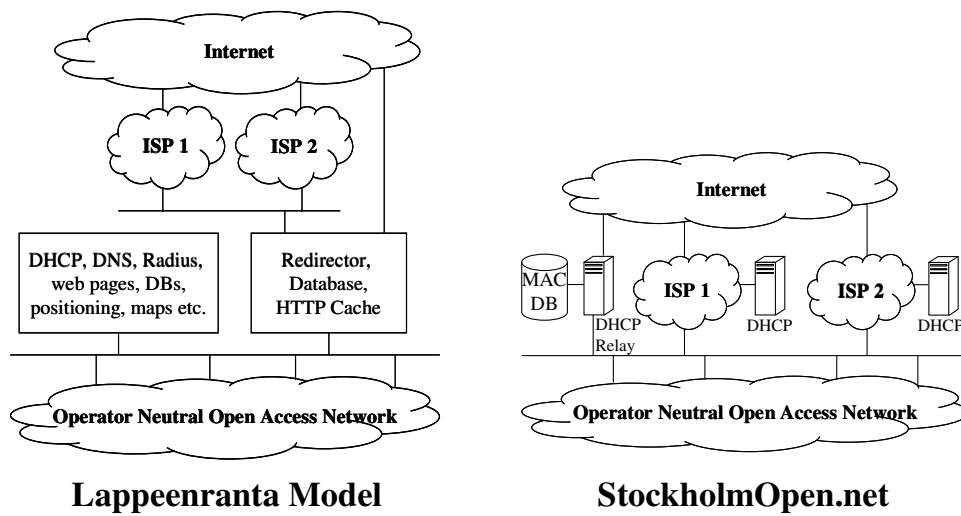 Internet
ISP 1
ISP 2
DHCP, DNS, Radius,
web pages, DBs,
positioning, maps etc.
Redirector,
Database,
HTTP Cache
Operator Neutral Open Access Network
Lappeenranta Model
Internet
MAC
DB
DHCP
Relay
ISP 1
DHCP
ISP 2
DHCP
Operator Neutral Open Access Network
StockholmOpen.net